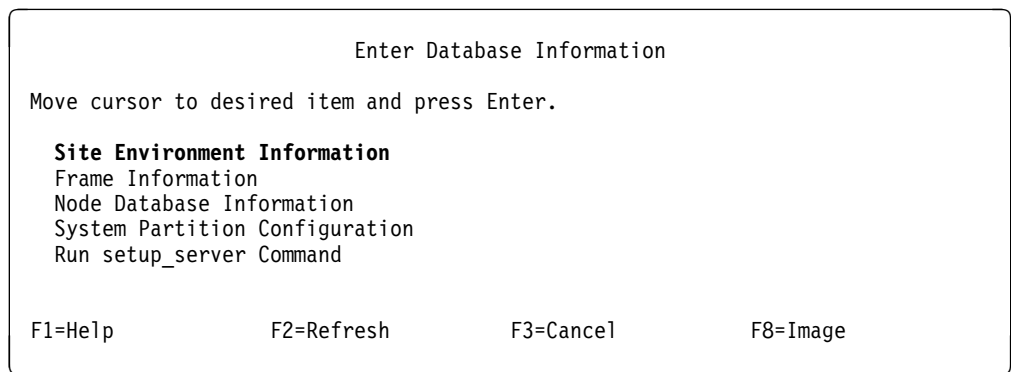 Enter Database Information
Move cursor to desired item and press Enter.
Site Environment Information
Frame Information
Node Database Information
System Partition Configuration
Run setup_server Command
F1=Help F2=Refresh F3=Cancel F8=Image